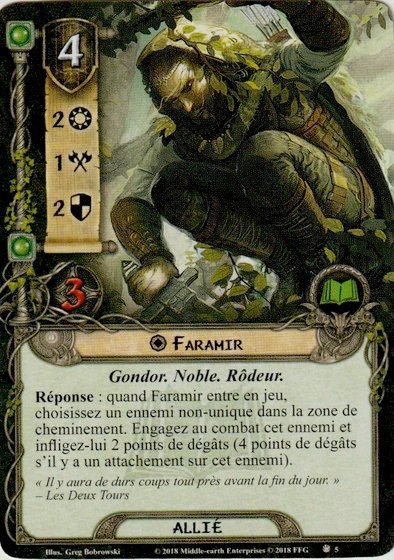 4
2
1
2
3
Faramir
Gondor. Noble. Rôdeur.
Réponse : quand Faramir entre en jeu,
choisissez un ennemi non-unique dans la zone de
cheminement. Engagez au combat cet ennemi et
infligez-lui 2 points de dégâts (4 points de dégâts
s'il y a un attachement sur cet ennemi).
« Il y aura de durs coups tout près avant la fin du jour. »
– Les Deux Tours
ALLIÉ
Illus. Greg Bobrowski © 2018 Middle-earth Enterprises © 2018 FFG 5